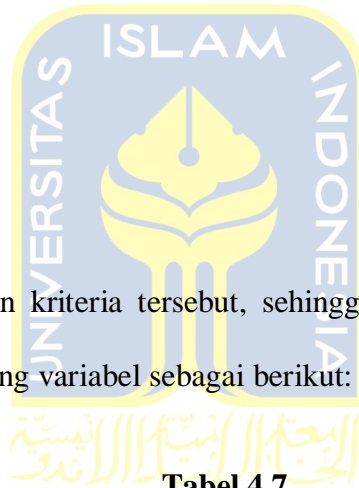 ISLAM
UNIVERSITAS
INDONESIA
n kriteria tersebut, sehingg
ng variabel sebagai berikut:
Tabel 4.7